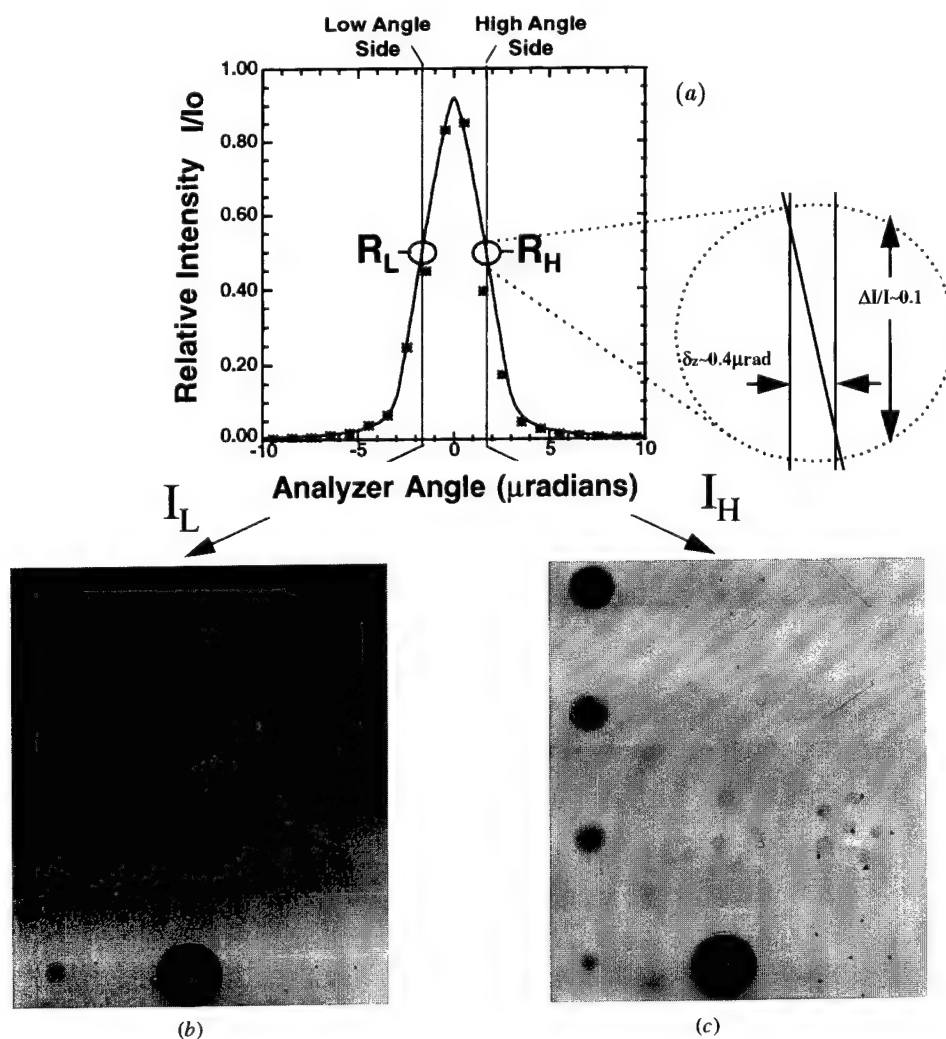 Low Angle
Side
High Angle
Side
(a)
Relative Intensity I/Io
1.00
0.80
0.60
0.40
0.20
0.00
-10
-5
0
5
10
R_L
R_H
ΔI/I~0.1
δz~0.4μrad
Analyzer Angle (μradians)
I_L
I_H
(b)
(c)